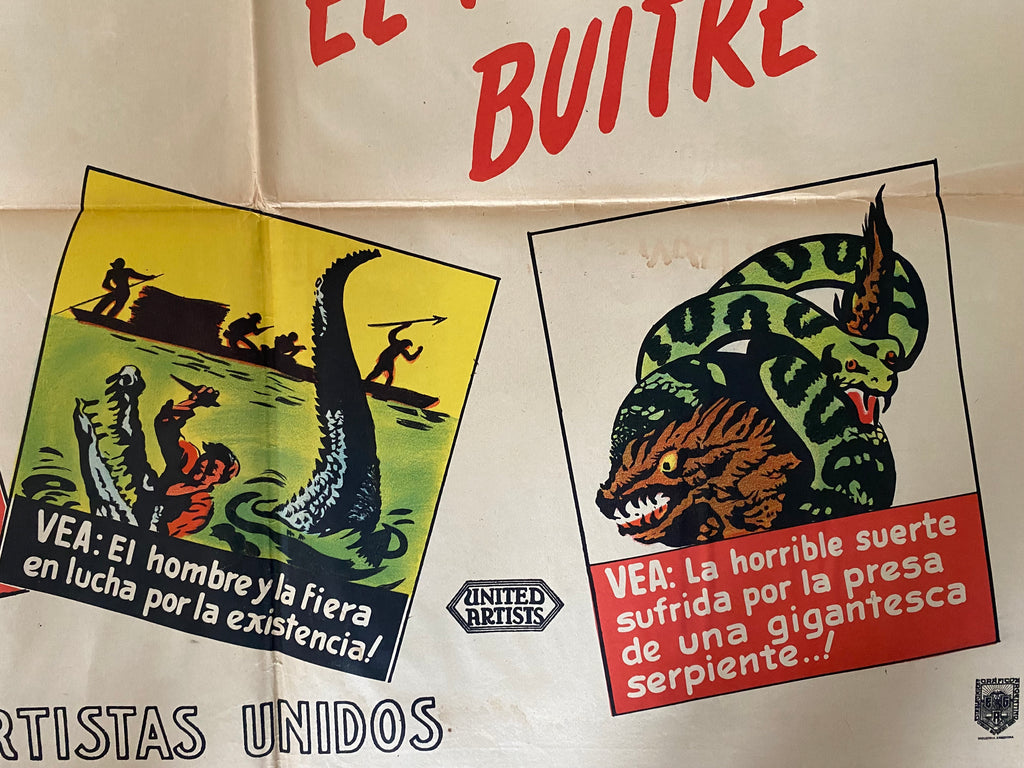 EL
BUITRE
VEA: El hombre y la fiera
en lucha por la existencia!
UNITED
ARTISTS
VEA: La horrible suerte
sufrida por la presa
de una gigantesca
serpiente..!
RTISTAS UNIDOS